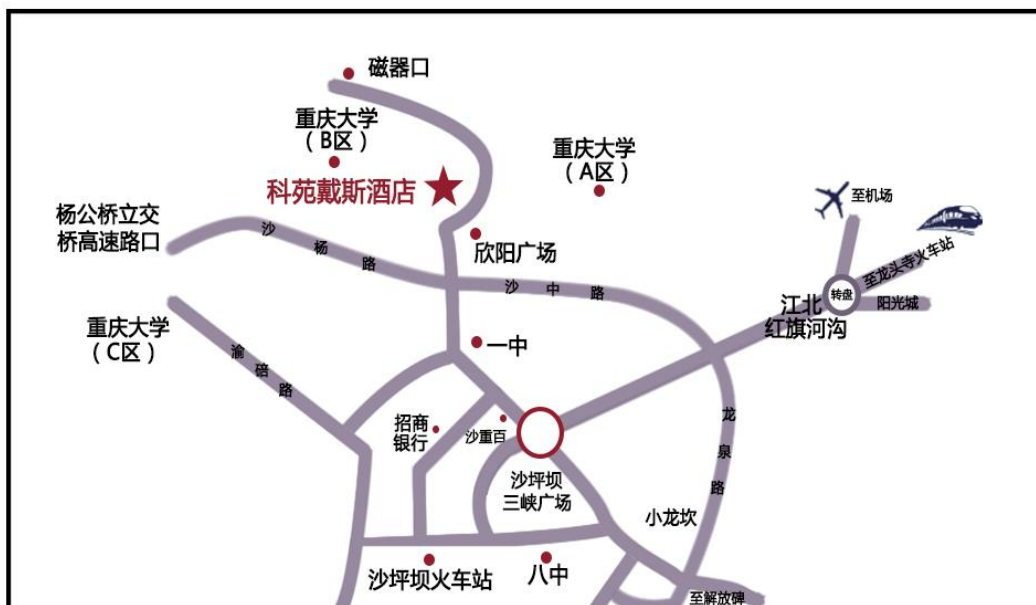 磁器口
重庆大学
（B区）
重庆大学
（A区）
科苑戴斯酒店
至机场
杨公桥立交
桥高速路口
沙杨路
欣阳广场
至龙头寺火车站
沙中路
转盘
阳光城
江北
红旗河沟
重庆大学
（C区）
渝碚路
一中
招商
银行
沙重百
龙泉路
沙坪坝
三峡广场
小龙坎
沙坪坝火车站
八中
至解放碑